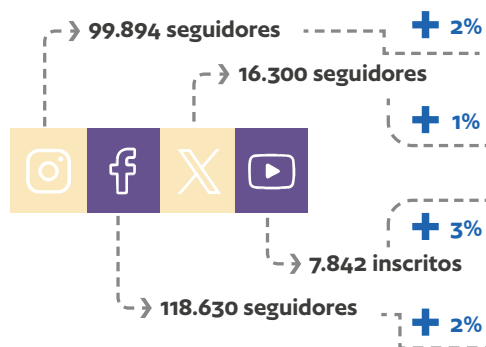 99.894 seguidores
+ 2%
16.300 seguidores
+ 1%
+ 3%
7.842 inscritos
118.630 seguidores
+ 2%